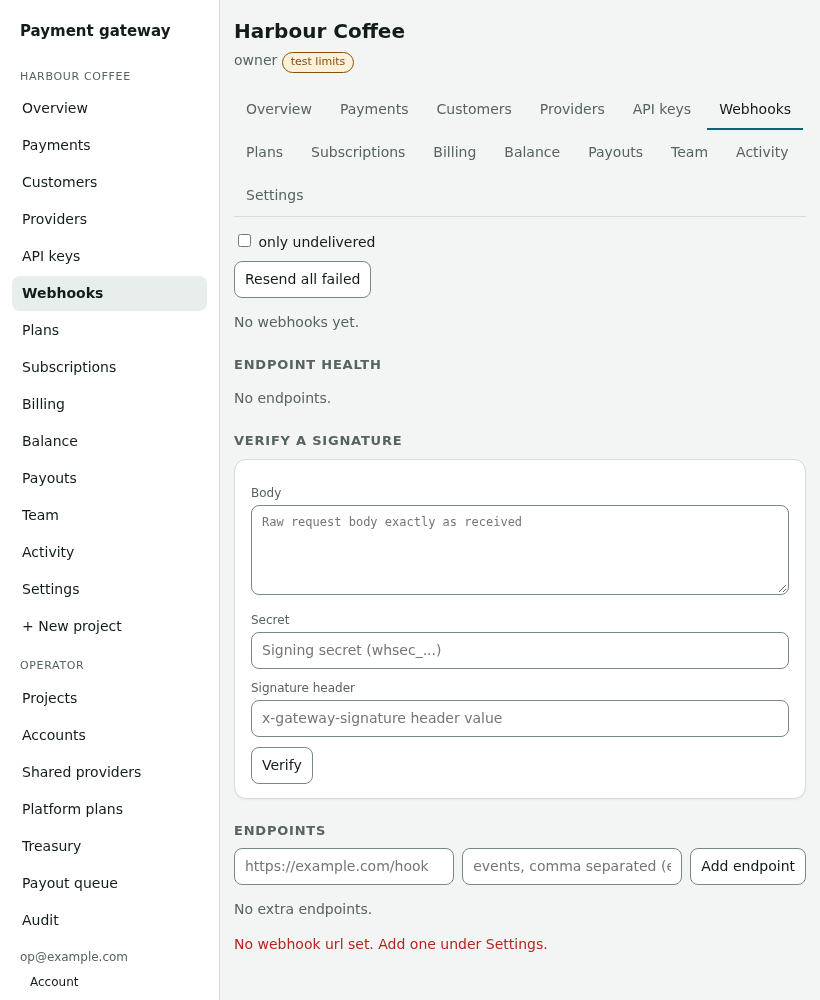 Payment gateway
HARBOUR COFFEE
Overview
Payments
Customers
Providers
API keys
Webhooks
Plans
Subscriptions
Billing
Balance
Payouts
Team
Activity
Settings
+ New project
OPERATOR
Projects
Accounts
Shared providers
Platform plans
Treasury
Payout queue
Audit
op@example.com
Account
Harbour Coffee
owner test limits
Overview Payments Customers Providers API keys Webhooks
Plans Subscriptions Billing Balance Payouts Team Activity
Settings
only undelivered
Resend all failed
No webhooks yet.
ENDPOINT HEALTH
No endpoints.
VERIFY A SIGNATURE
Body
Raw request body exactly as received
Secret
Signing secret (whsec_...)
Signature header
x-gateway-signature header value
Verify
ENDPOINTS
https://example.com/hook events, comma separated (e Add endpoint
No extra endpoints.
No webhook url set. Add one under Settings.